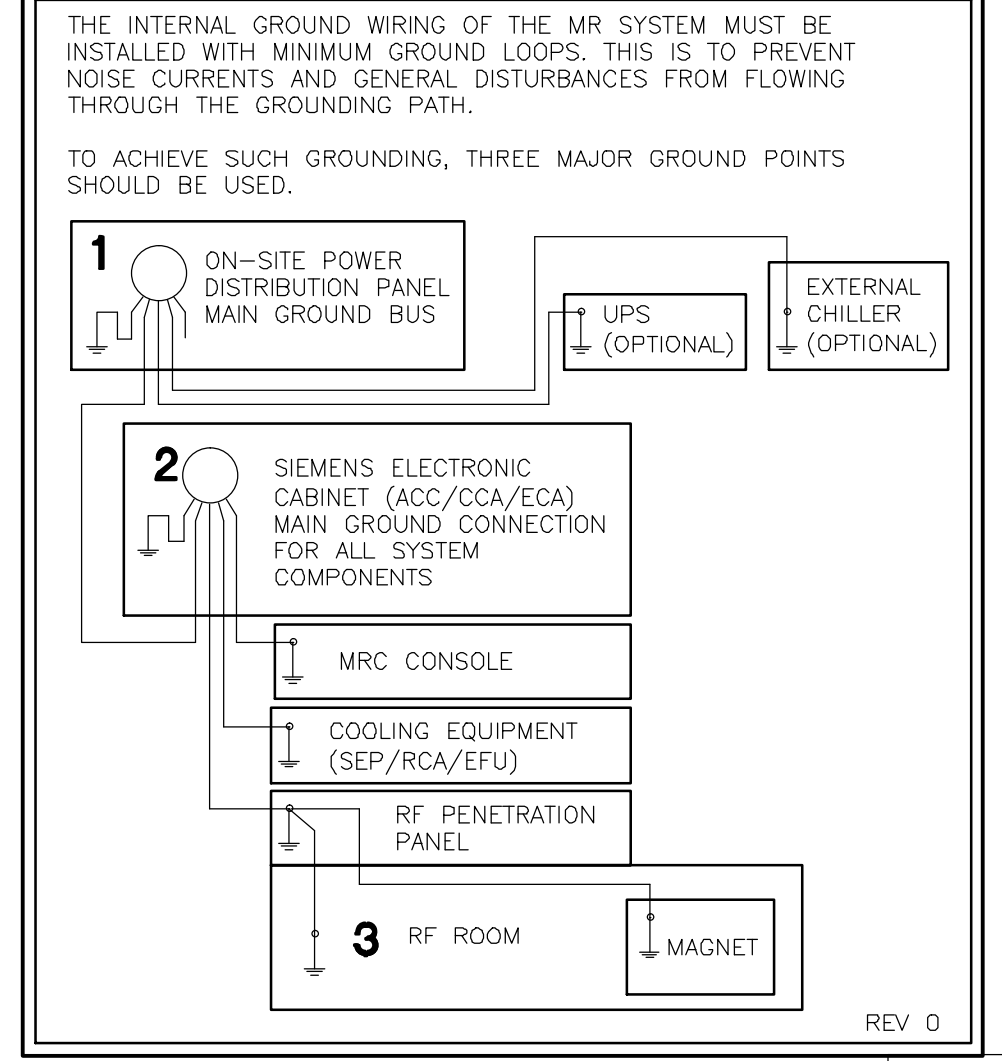 THE INTERNAL GROUND WIRING OF THE MR SYSTEM MUST BE
INSTALLED WITH MINIMUM GROUND LOOPS. THIS IS TO PREVENT
NOISE CURRENTS AND GENERAL DISTURBANCES FROM FLOWING
THROUGH THE GROUNDING PATH.
TO ACHIEVE SUCH GROUNDING, THREE MAJOR GROUND POINTS
SHOULD BE USED.
1
ON-SITE POWER
DISTRIBUTION PANEL
MAIN GROUND BUS
UPS
(OPTIONAL)
EXTERNAL
CHILLER
(OPTIONAL)
2
SIEMENS ELECTRONIC
CABINET (ACC/CCA/ECA)
MAIN GROUND CONNECTION
FOR ALL SYSTEM
COMPONENTS
MRC CONSOLE
COOLING EQUIPMENT
(SEP/RCA/EFU)
RF PENETRATION
PANEL
3
RF ROOM
MAGNET
REV 0